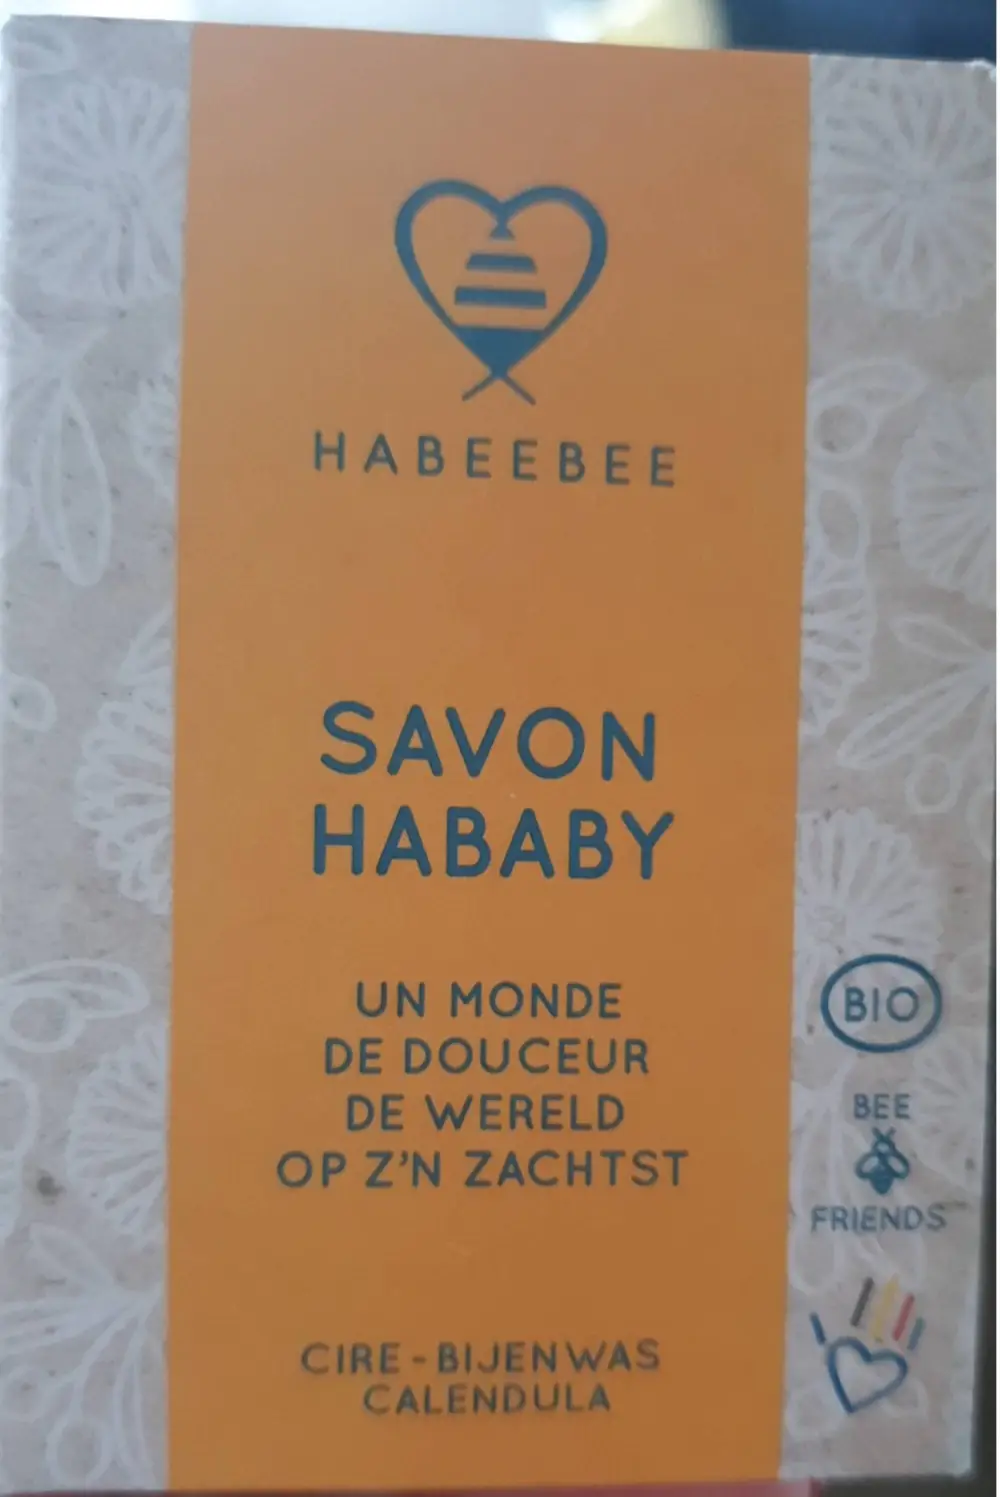 HABEEBEE
SAVON
HABABY
UN MONDE
DE DOUCEUR
DE WERELD
OP Z'N ZACHTST
BIO
BEE
FRIENDS
CIRE - BIJENWAS
CALENDULA